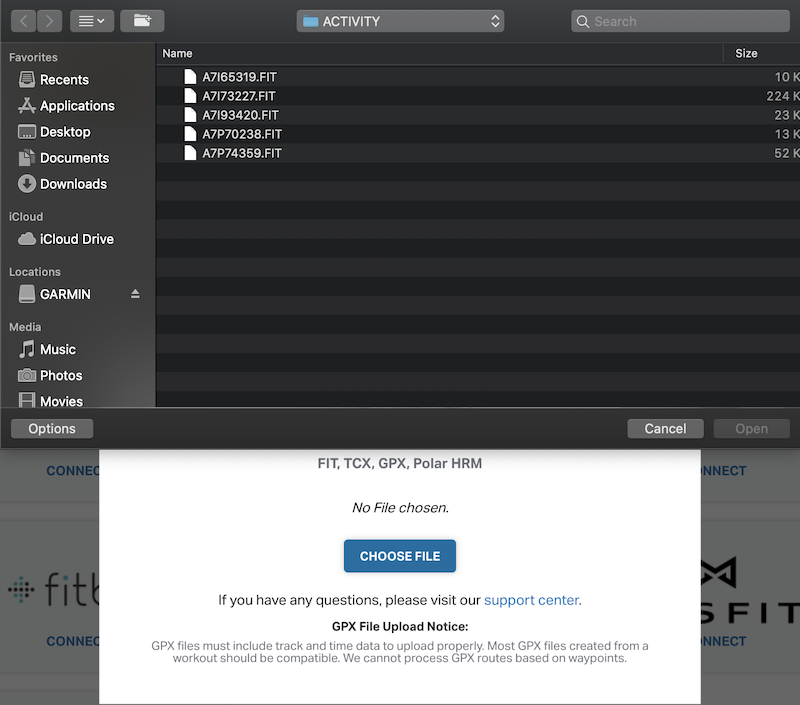 ACTIVITY
Search
Favorites
Recents
Applications
Desktop
Documents
Downloads
iCloud
iCloud Drive
Locations
GARMIN
Media
Music
Photos
Movies
Name Size
A7I65319.FIT 10 K
A7I73227.FIT 224 K
A7I93420.FIT 23 K
A7P70238.FIT 13 K
A7P74359.FIT 52 K
Options Cancel Open
FIT, TCX, GPX, Polar HRM
CONNEC NNECT
No File chosen.
CHOOSE FILE
fitb SFIT
If you have any questions, please visit our support center.
GPX File Upload Notice:
CONNEC NNECT
GPX files must include track and time data to upload properly. Most GPX files created from a
workout should be compatible. We cannot process GPX routes based on waypoints.